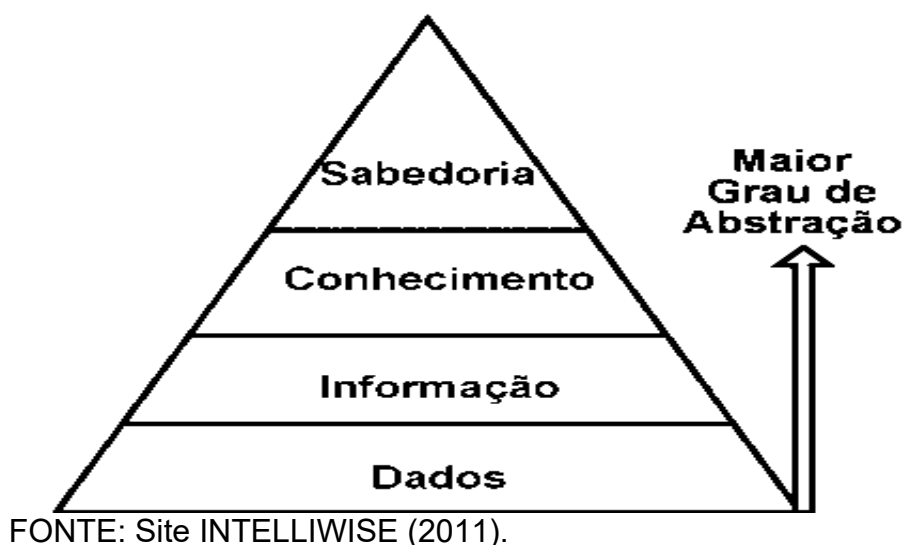 Sabedoria
Maior
Grau de
Abstração
Conhecimento
Informação
Dados
FONTE: Site INTELLIWISE (2011).